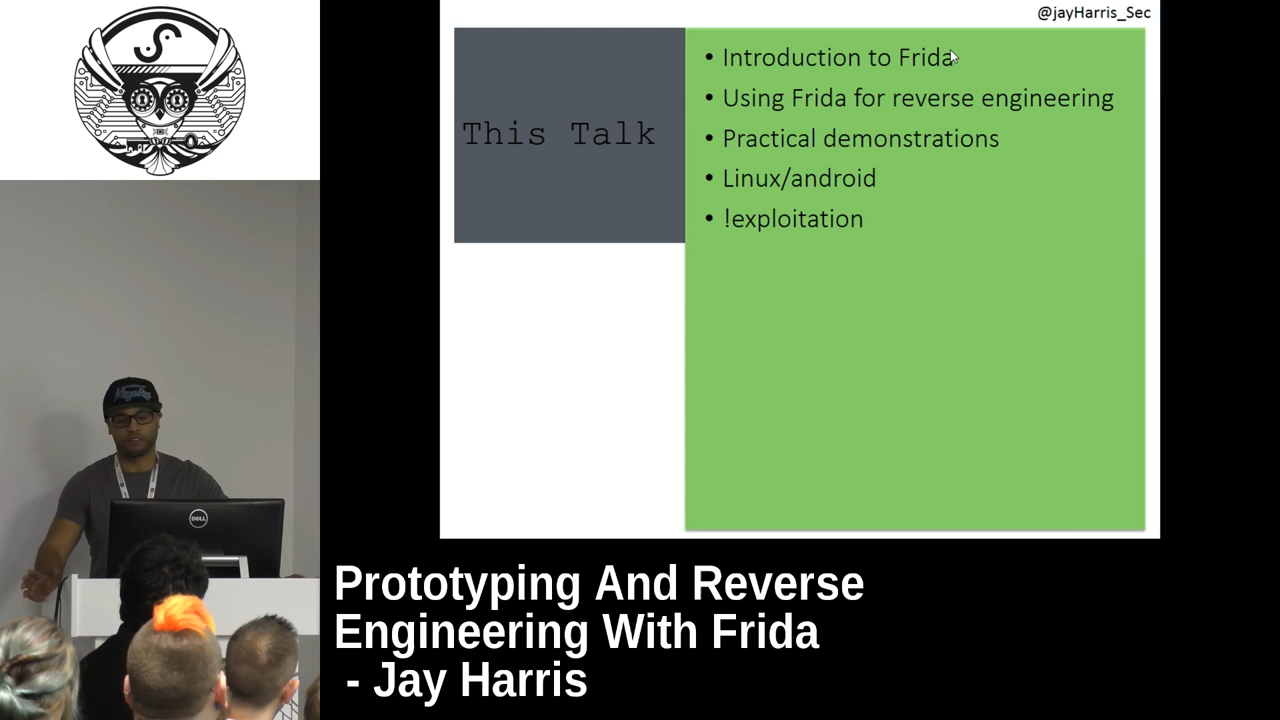 @jayHarris_Sec
This Talk
• Introduction to Frida
• Using Frida for reverse engineering
• Practical demonstrations
• Linux/android
• !exploitation
DELL
Prototyping And Reverse
Engineering With Frida
- Jay Harris